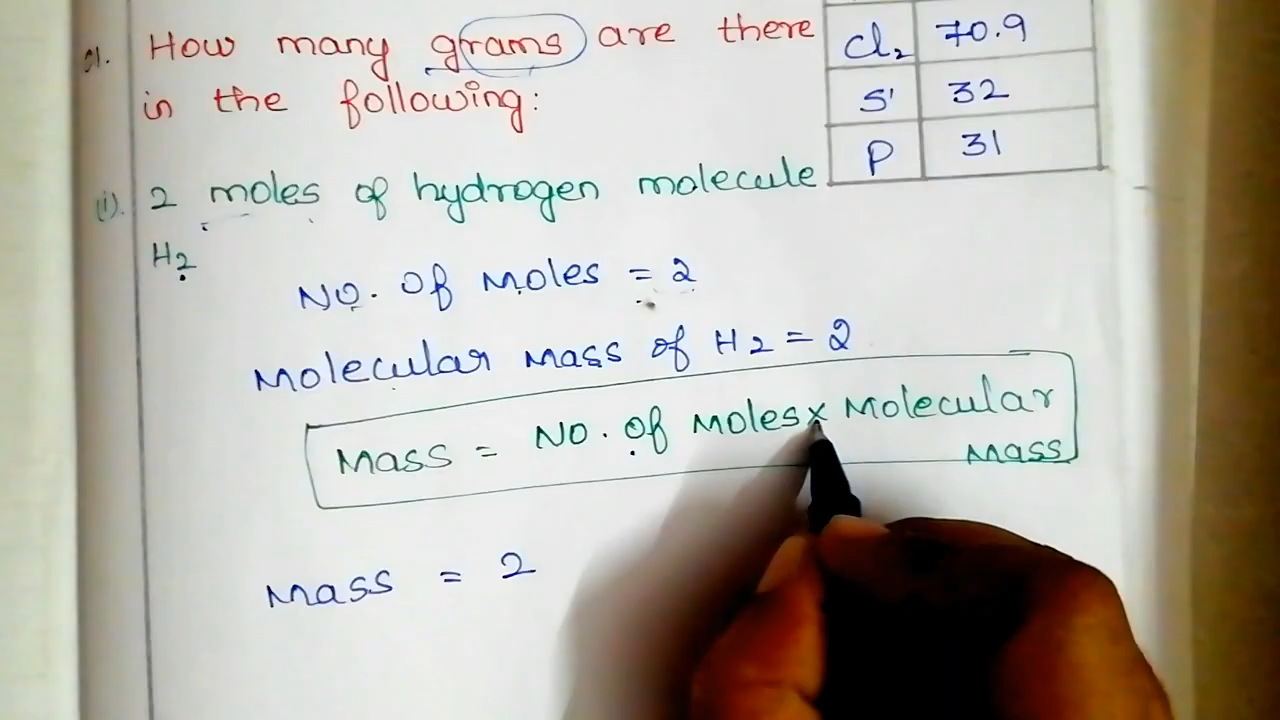 1. How many grams are there
in the following:
Cl2 70.9
S 32
P 31
(i). 2 moles of hydrogen molecule
H2
No. of moles = 2
Molecular mass of H2 = 2
Mass = No. of moles x Molecular
Mass
Mass = 2